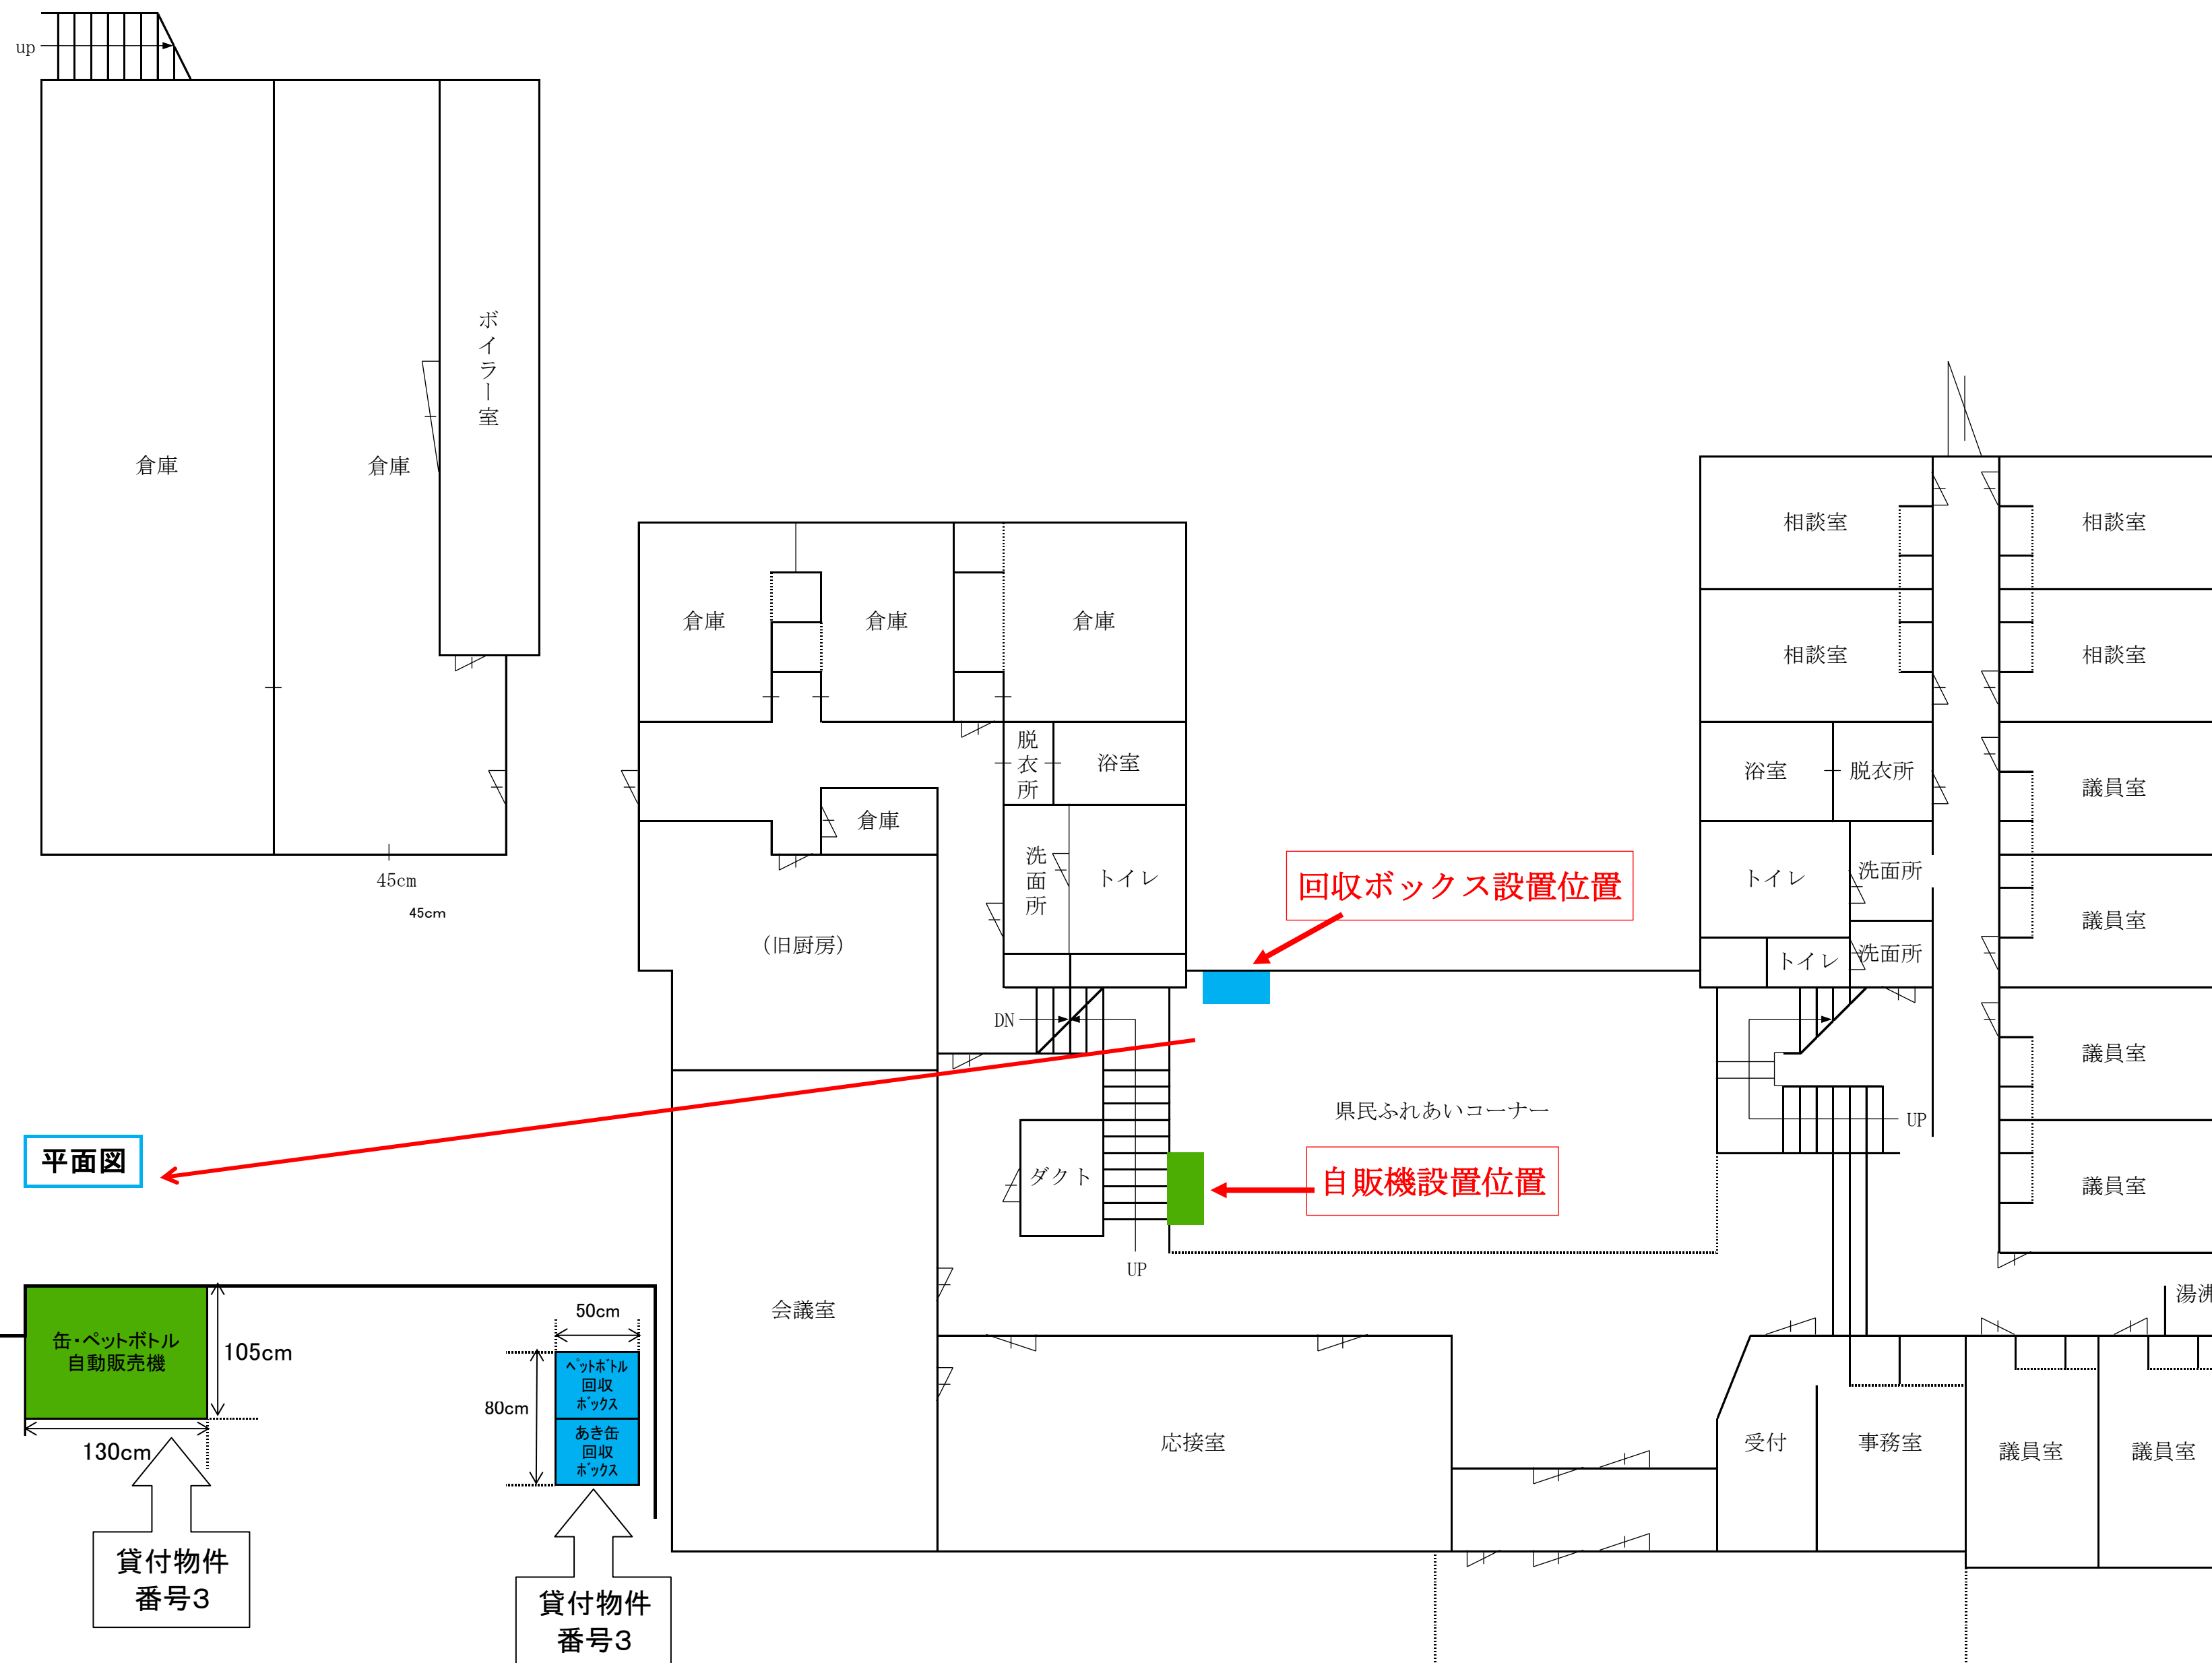 up
ボイラー室
倉庫
倉庫
45cm
45cm
倉庫
倉庫
倉庫
脱衣所
浴室
倉庫
洗面所
トイレ
(旧厨房)
DN
回収ボックス設置位置
相談室
相談室
相談室
相談室
浴室
脱衣所
議員室
トイレ
洗面所
議員室
トイレ
洗面所
議員室
県民ふれあいコーナー
UP
ダクト
自販機設置位置
議員室
UP
平面図
会議室
湯沸
缶・ペットボトル
自動販売機
105cm
130cm
50cm
80cm
ペットボトル
回収
ボックス
あき缶
回収
ボックス
応接室
受付
事務室
議員室
議員室
貸付物件
番号3
貸付物件
番号3